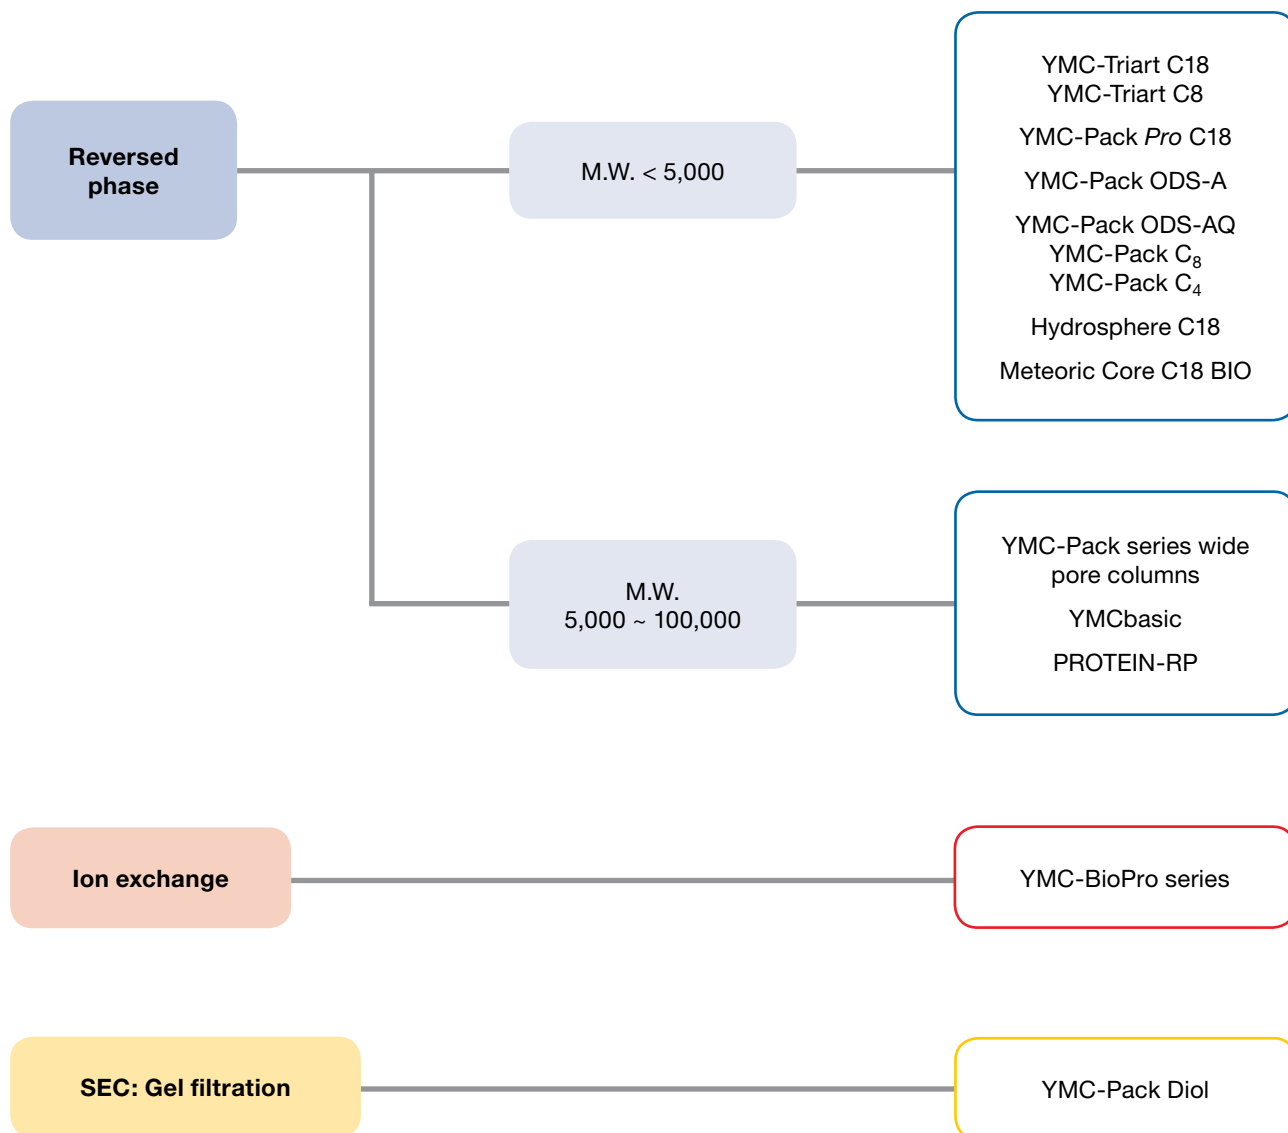 Reversed
phase
M.W. < 5,000
YMC-Triart C18
YMC-Triart C8
YMC-Pack Pro C18
YMC-Pack ODS-A
YMC-Pack ODS-AQ
YMC-Pack C₈
YMC-Pack C₄
Hydrosphere C18
Meteoric Core C18 BIO
M.W.
5,000 ~ 100,000
YMC-Pack series wide
pore columns
YMCbasic
PROTEIN-RP
Ion exchange
YMC-BioPro series
SEC: Gel filtration
YMC-Pack Diol